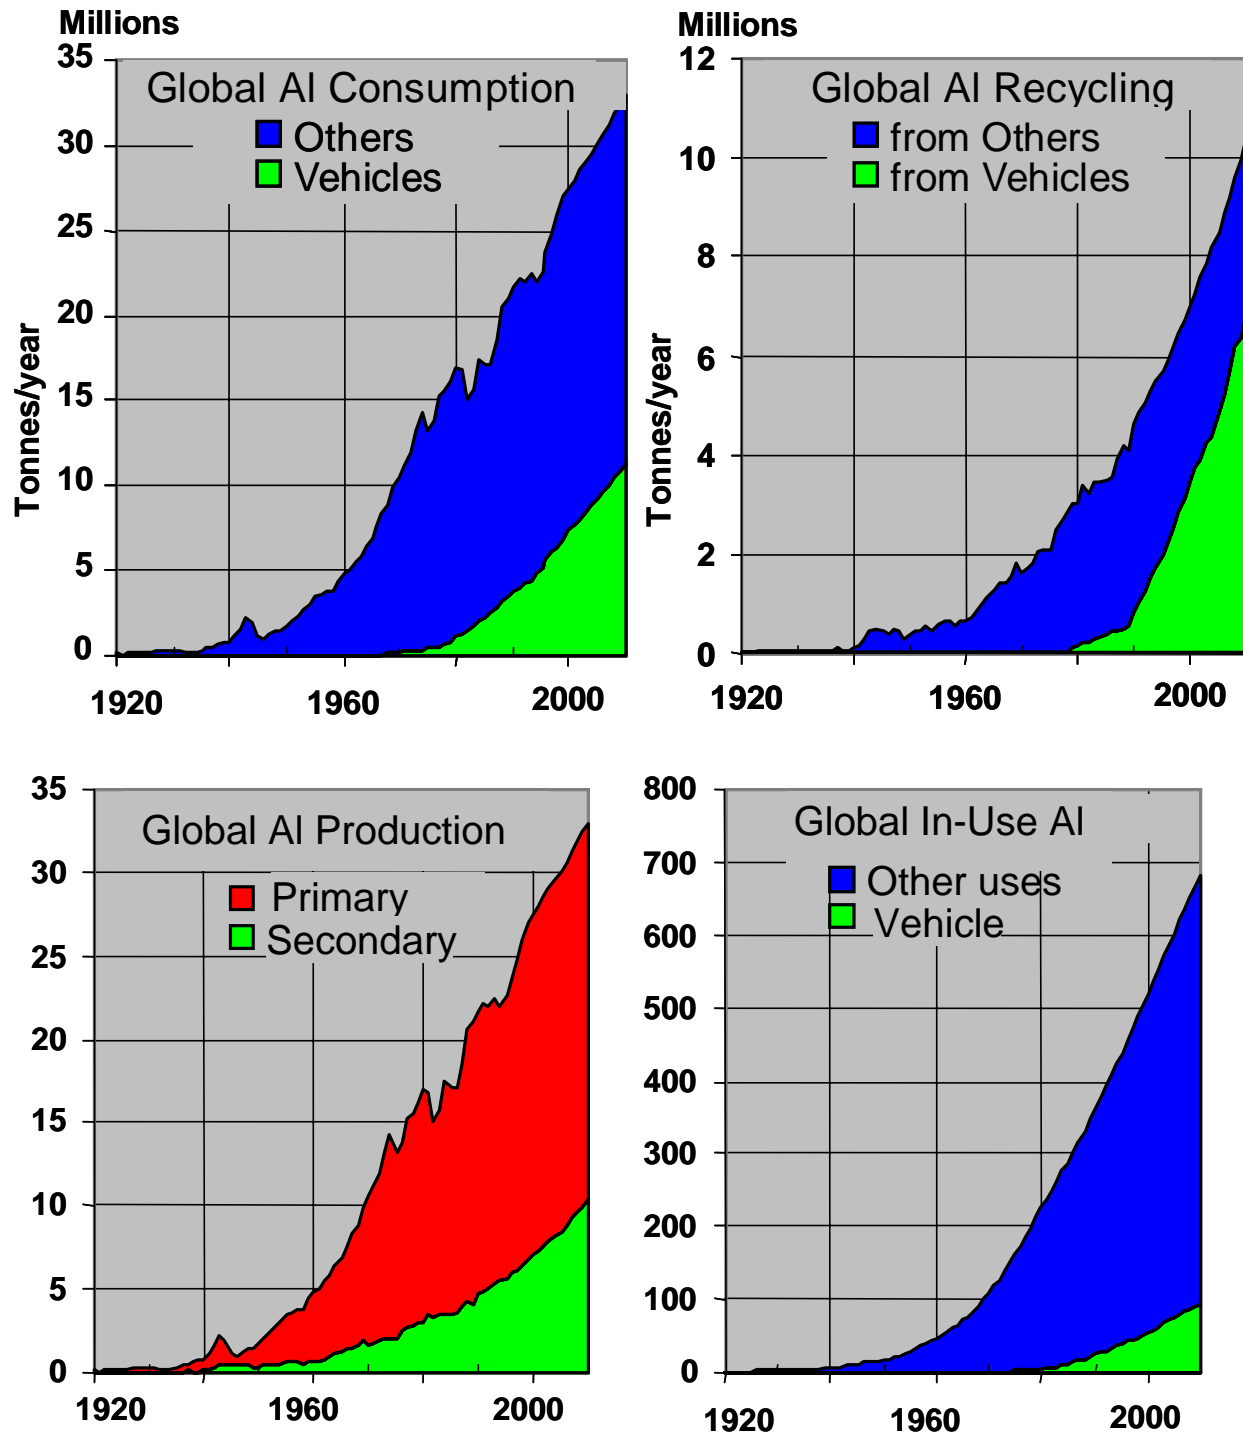 Millions
35
30
25
20
15
10
5
0
Tonnes/year
Global Al Consumption
Others
Vehicles
1920
1960
2000
Millions
12
10
8
6
4
2
0
Tonnes/year
Global Al Recycling
from Others
from Vehicles
1920
1960
2000
35
30
25
20
15
10
5
0
Global Al Production
Primary
Secondary
1920
1960
2000
800
700
600
500
400
300
200
100
0
Global In-Use Al
Other uses
Vehicle
1920
1960
2000